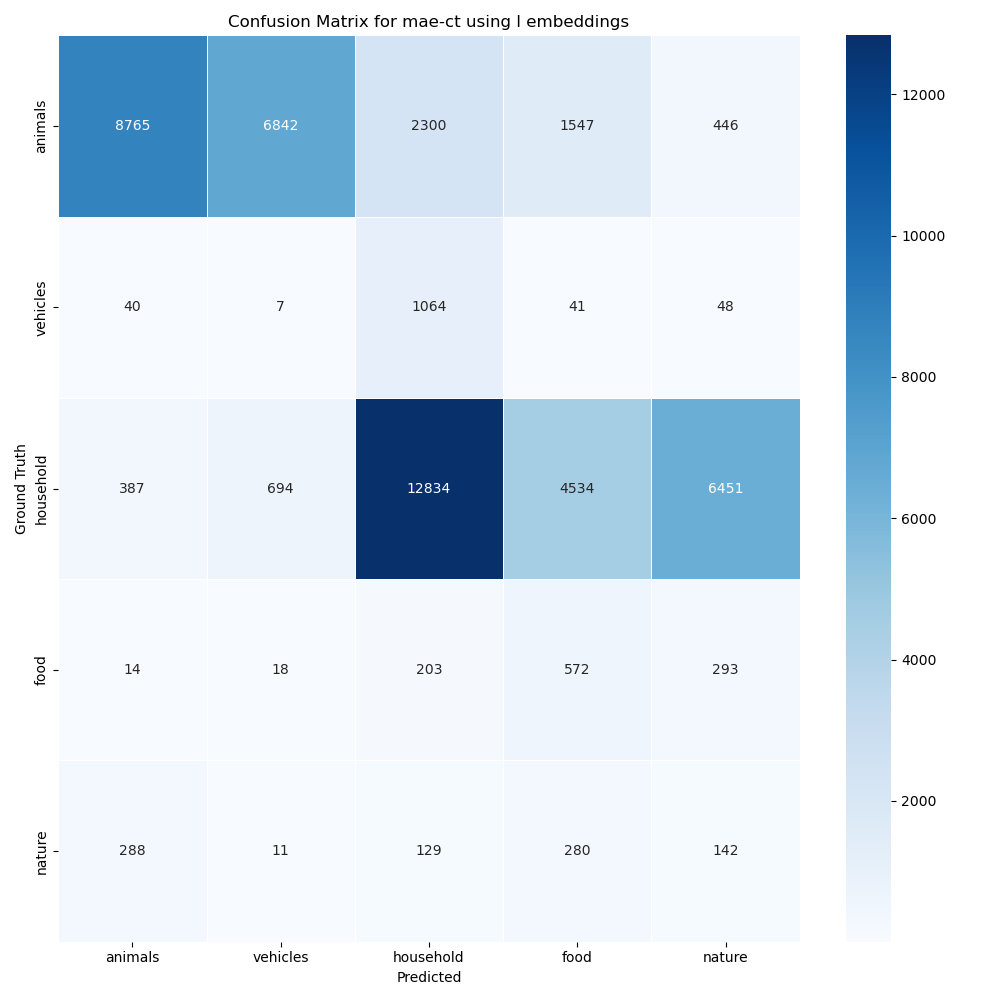 Confusion Matrix for mae-ct using l embeddings
animals 8765 6842 2300 1547 446
vehicles 40 7 1064 41 48
household 387 694 12834 4534 6451
food 14 18 203 572 293
nature 288 11 129 280 142
Ground Truth
animals vehicles household food nature
Predicted
12000
10000
8000
6000
4000
2000